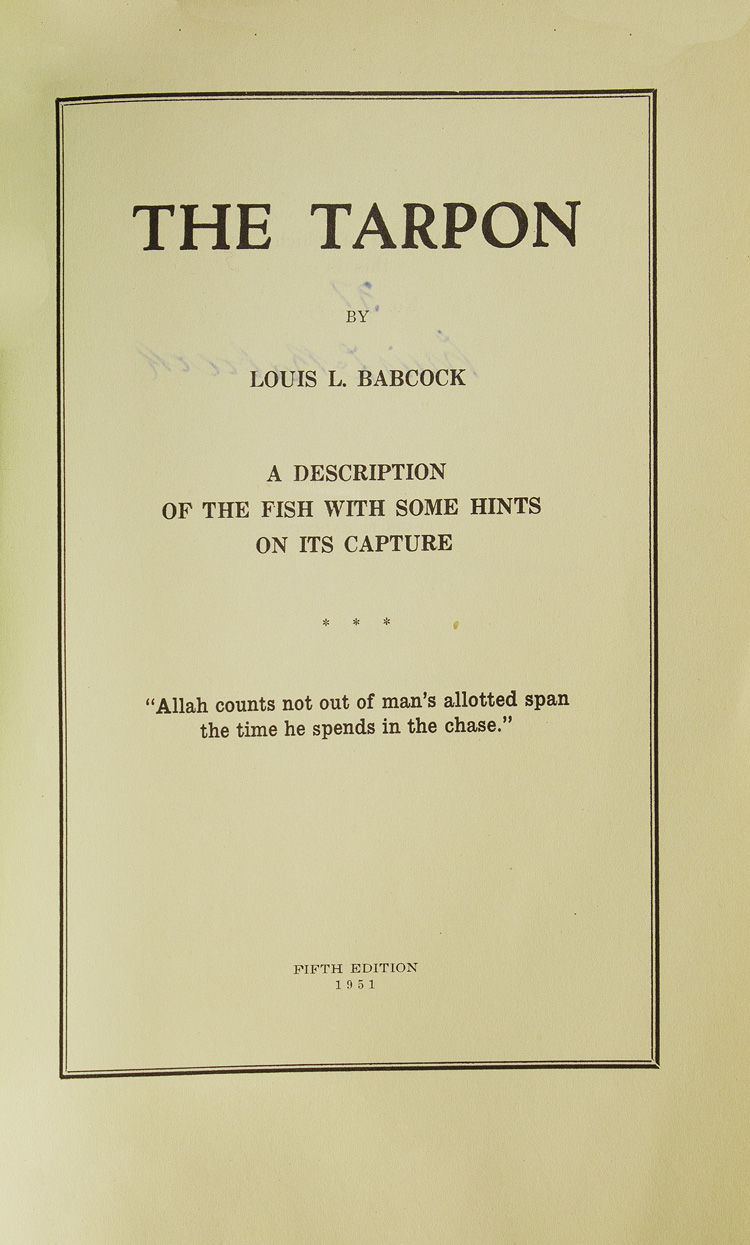 THE TARPON
BY
LOUIS L. BABCOCK
A DESCRIPTION
OF THE FISH WITH SOME HINTS
ON ITS CAPTURE
* * *
“Allah counts not out of man’s allotted span
the time he spends in the chase.”
FIFTH EDITION
1951